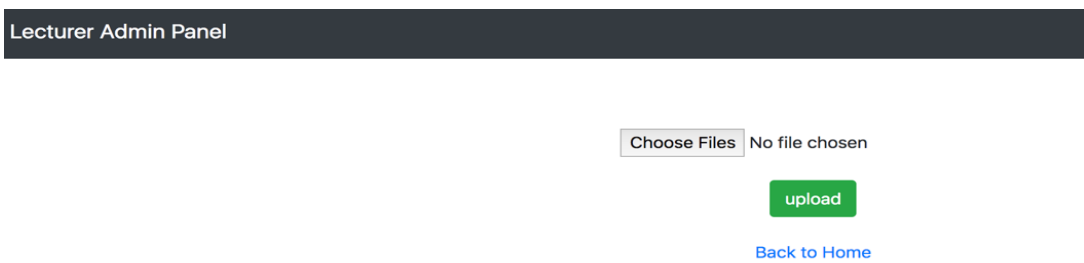 Lecturer Admin Panel
Choose Files No file chosen
upload
Back to Home